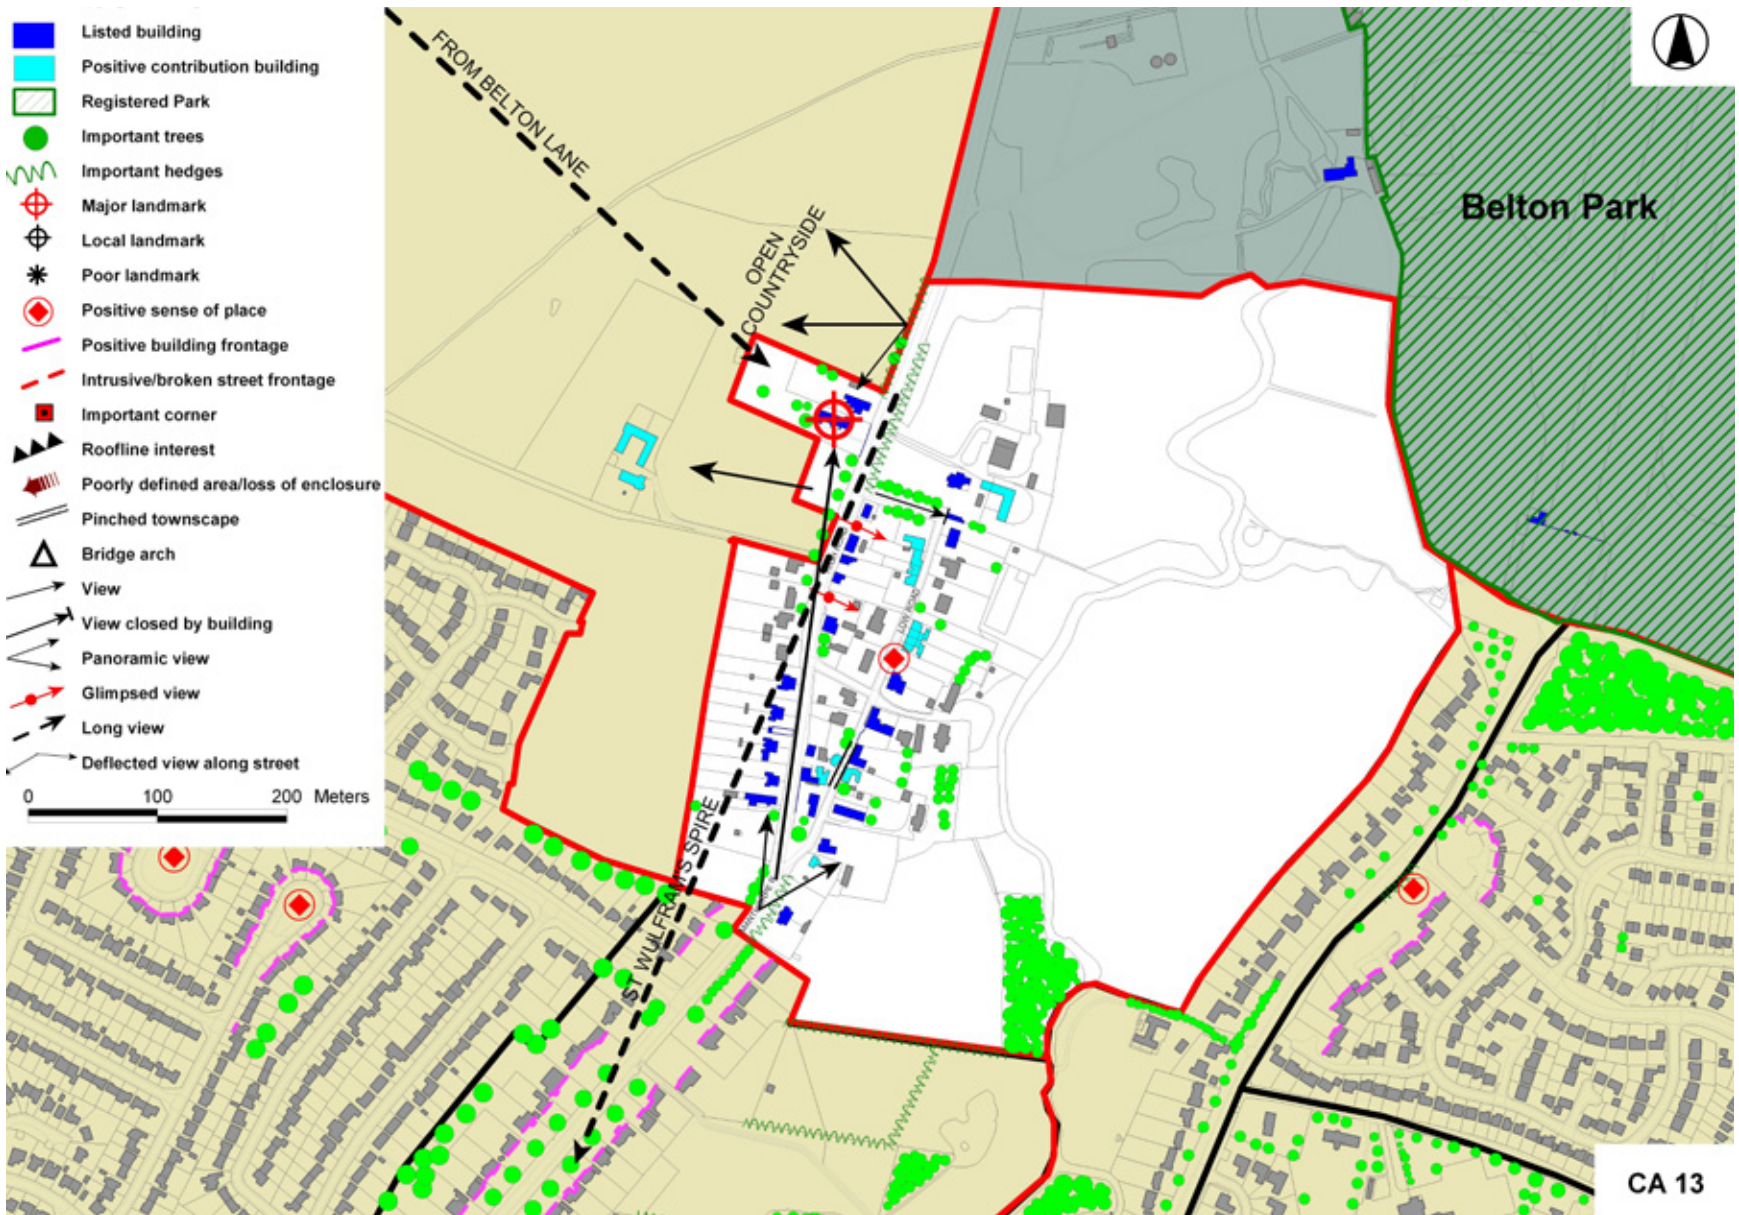 Listed building
Positive contribution building
Registered Park
Important trees
Important hedges
Major landmark
Local landmark
Poor landmark
Positive sense of place
Positive building frontage
Intrusive/broken street frontage
Important corner
Roofline interest
Poorly defined area/loss of enclosure
Pinched townscape
Bridge arch
View
View closed by building
Panoramic view
Glimpsed view
Long view
Deflected view along street
0 100 200 Meters
FROM BELTON LANE
OPEN
COUNTRYSIDE
Belton Park
LOW ROAD
ST WULFRAM'S SPIRE
CA 13